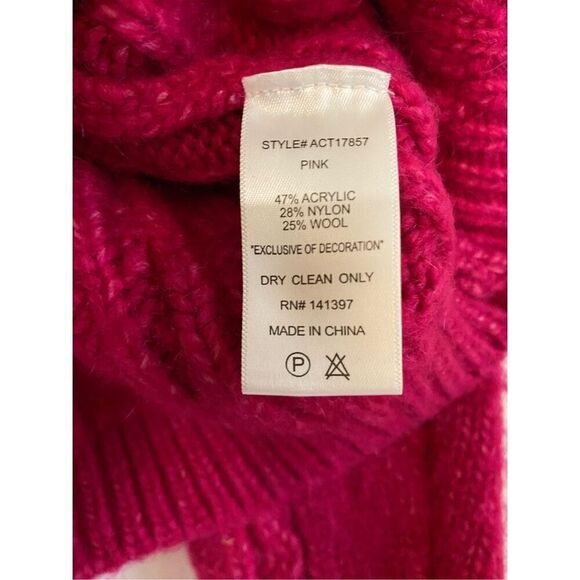 STYLE# ACT17857
PINK
47% ACRYLIC
28% NYLON
25% WOOL
"EXCLUSIVE OF DECORATION"
DRY CLEAN ONLY
RN# 141397
MADE IN CHINA
P